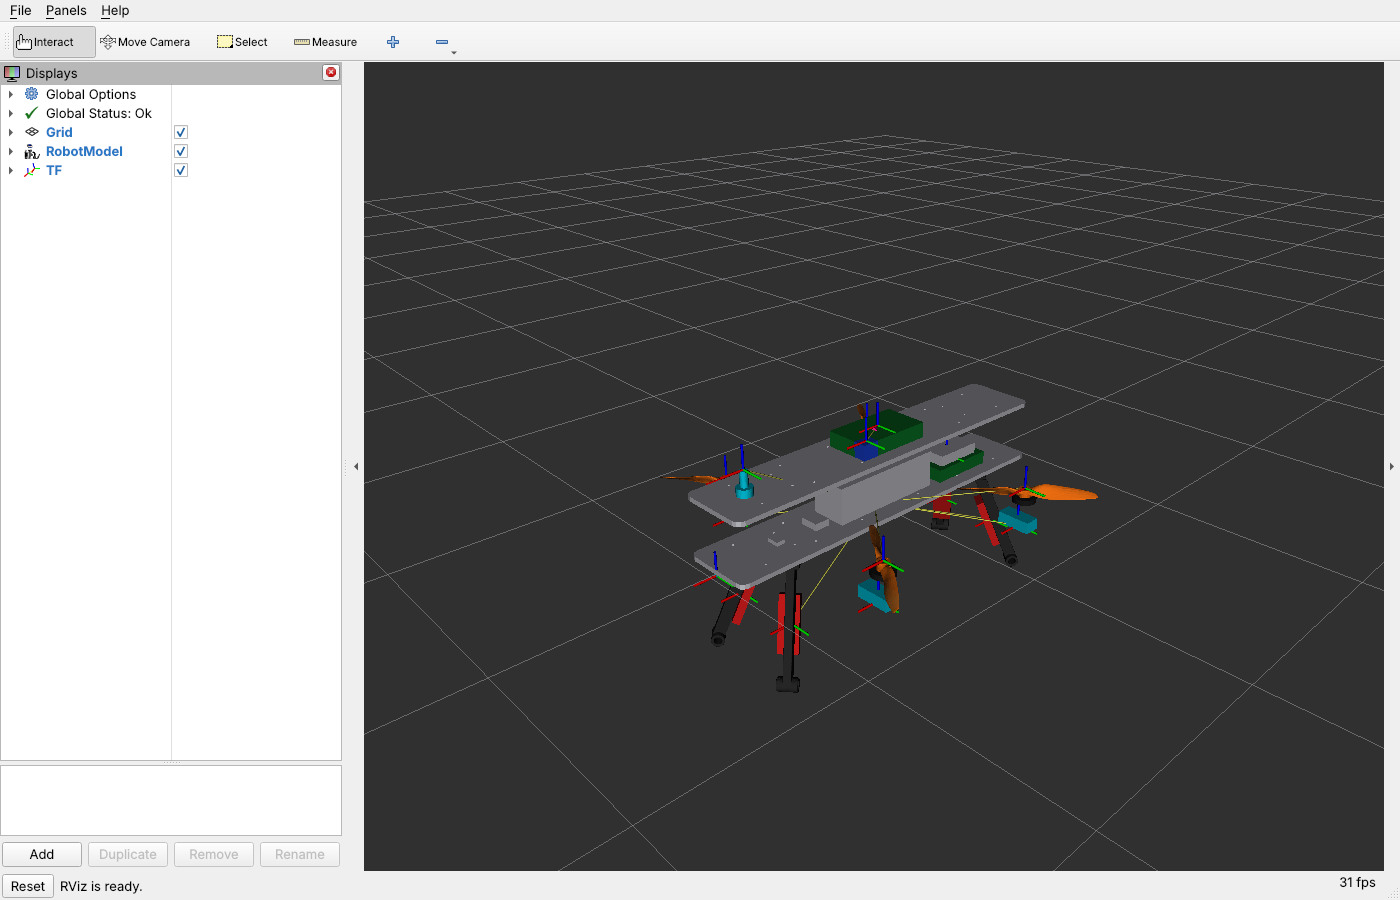 File Panels Help
Interact Move Camera Select Measure
Displays
Global Options
Global Status: Ok
Grid
RobotModel
TF
Add Duplicate Remove Rename
Reset RViz is ready. 31 fps